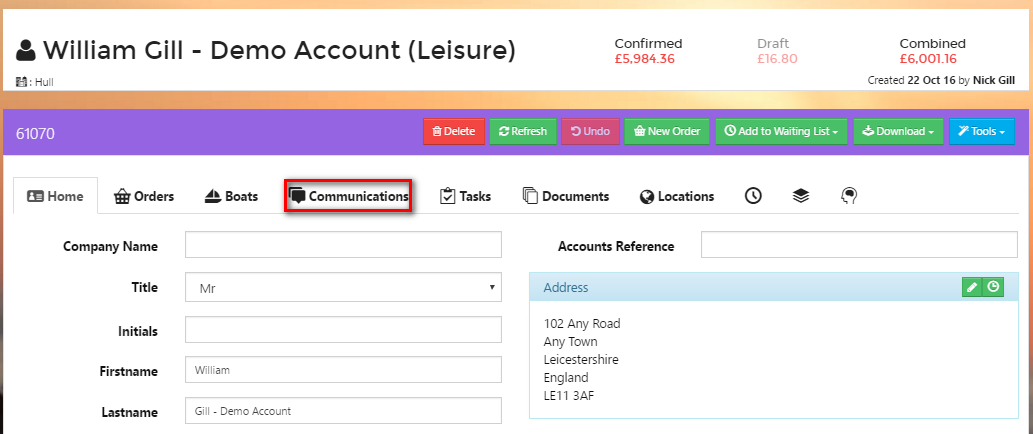 William Gill - Demo Account (Leisure)
Confirmed
£5,984.36
Draft
£16.80
Combined
£6,001.16
: Hull
Created 22 Oct 16 by Nick Gill
61070
Delete
Refresh
Undo
New Order
Add to Waiting List
Download
Tools
Home
Orders
Boats
Communications
Tasks
Documents
Locations
Company Name
Accounts Reference
Title
Mr
Address
Initials
102 Any Road
Any Town
Leicestershire
England
LE11 3AF
Firstname
William
Lastname
Gill - Demo Account